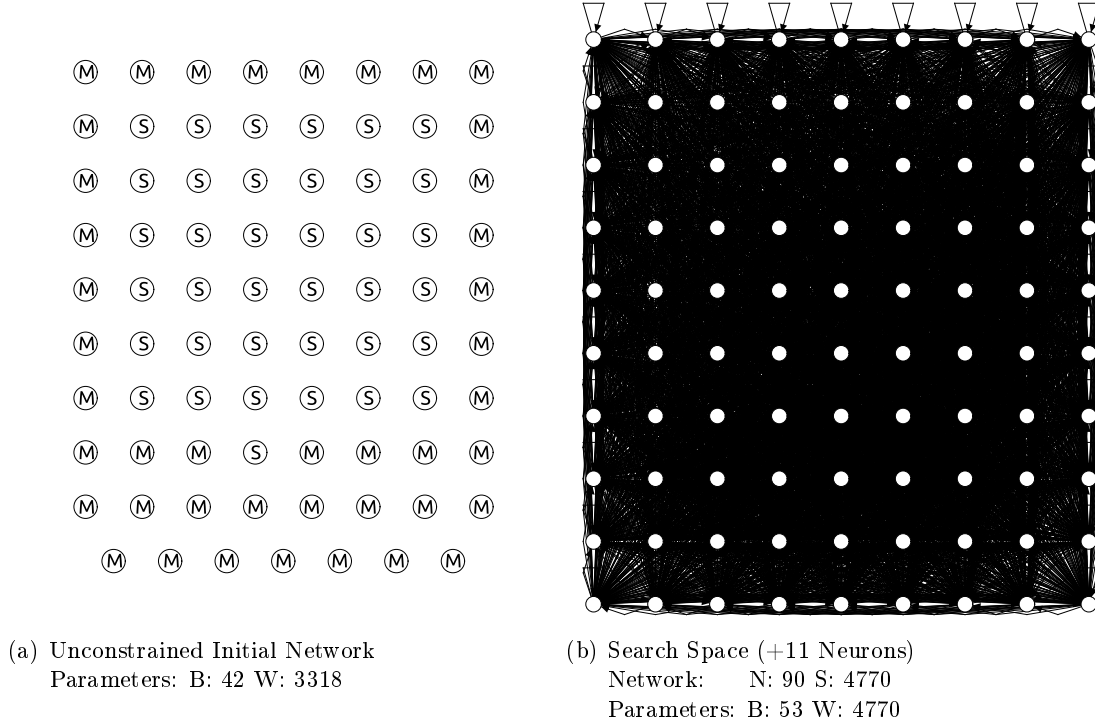 M M M M M M M M
M S S S S S S M
M S S S S S S M
M S S S S S S M
M S S S S S S M
M S S S S S S M
M S S S S S S M
M M M S M M M M
M M M M M M M M
M M M M M M M
(a) Unconstrained Initial Network
Parameters: B: 42 W: 3318
(b) Search Space (+11 Neurons)
Network: N: 90 S: 4770
Parameters: B: 53 W: 4770